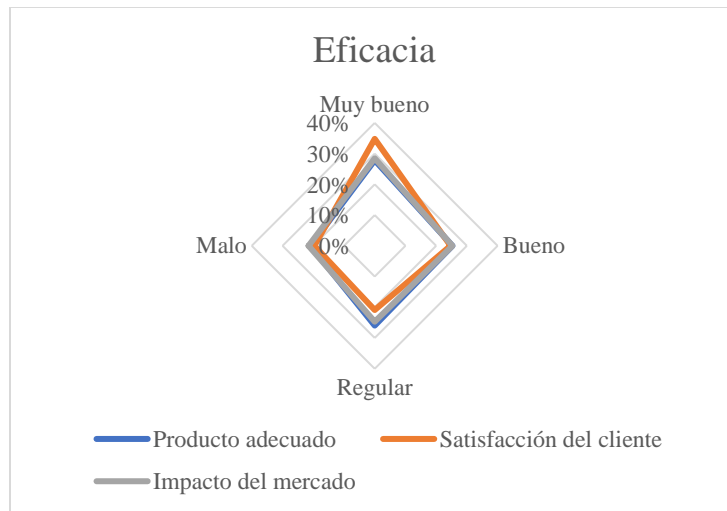 Eficacia
Muy bueno
40%
30%
20%
10%
Malo 0% Bueno
Regular
Producto adecuado Satisfacción del cliente
Impacto del mercado